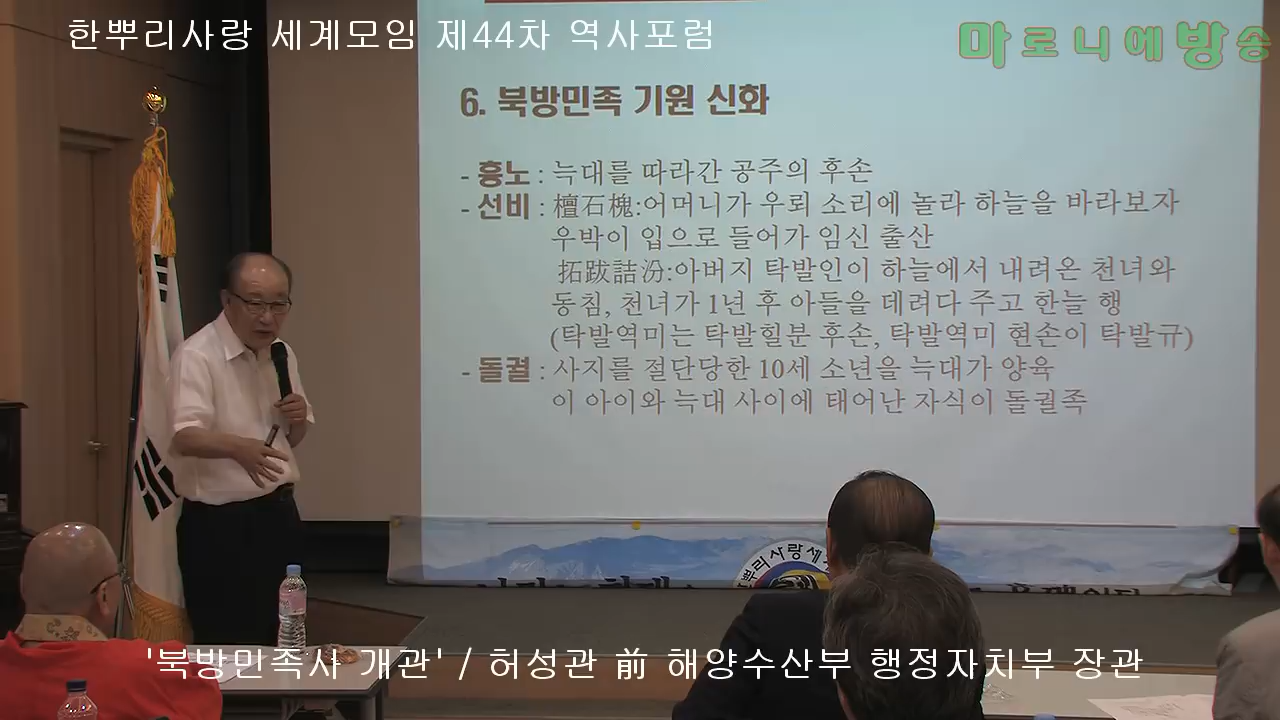 한뿌리사랑 세계모임 제44차 역사포럼
마로니에방송
6. 북방민족 기원 신화
- 흉노 : 늑대를 따라간 공주의 후손
- 선비 : 檀石槐:어머니가 우뢰 소리에 놀라 하늘을 바라보자
우박이 입으로 들어가 임신 출산
拓跋詰汾:아버지 탁발인이 하늘에서 내려온 천녀와
동침, 천녀가 1년 후 아들을 데려다 주고 한늘 행
(탁발역미는 탁발힐분 후손, 탁발역미 현손이 탁발규)
- 돌궐 : 사지를 절단당한 10세 소년을 늑대가 양육
이 아이와 늑대 사이에 태어난 자식이 돌궐족
뿌리사랑세
'북방민족사 개관' / 허성관 前 해양수산부 행정자치부 장관